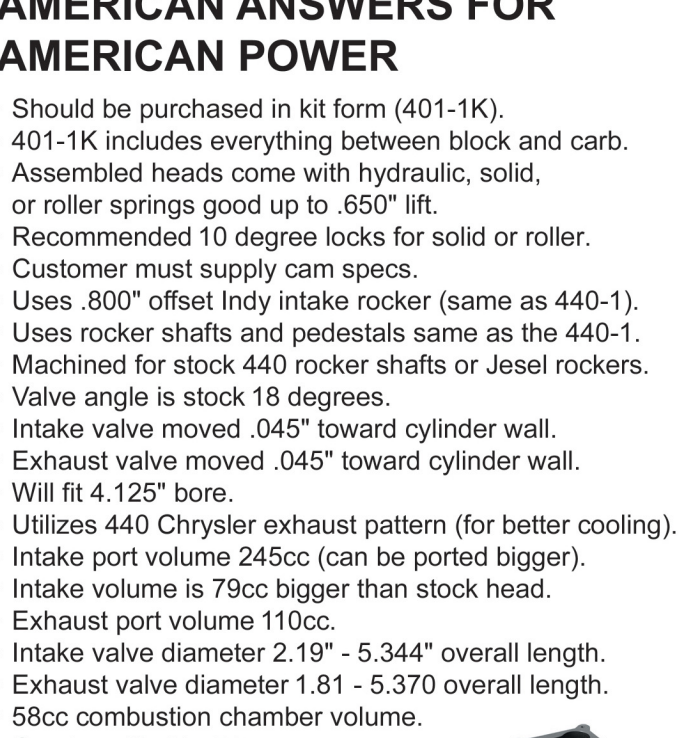 AMERICAN ANSWERS FOR
AMERICAN POWER
Should be purchased in kit form (401-1K).
401-1K includes everything between block and carb.
Assembled heads come with hydraulic, solid,
or roller springs good up to .650" lift.
Recommended 10 degree locks for solid or roller.
Customer must supply cam specs.
Uses .800" offset Indy intake rocker (same as 440-1).
Uses rocker shafts and pedestals same as the 440-1.
Machined for stock 440 rocker shafts or Jesel rockers.
Valve angle is stock 18 degrees.
Intake valve moved .045" toward cylinder wall.
Exhaust valve moved .045" toward cylinder wall.
Will fit 4.125" bore.
Utilizes 440 Chrysler exhaust pattern (for better cooling).
Intake port volume 245cc (can be ported bigger).
Intake volume is 79cc bigger than stock head.
Exhaust port volume 110cc.
Intake valve diameter 2.19" - 5.344" overall length.
Exhaust valve diameter 1.81 - 5.370 overall length.
58cc combustion chamber volume.